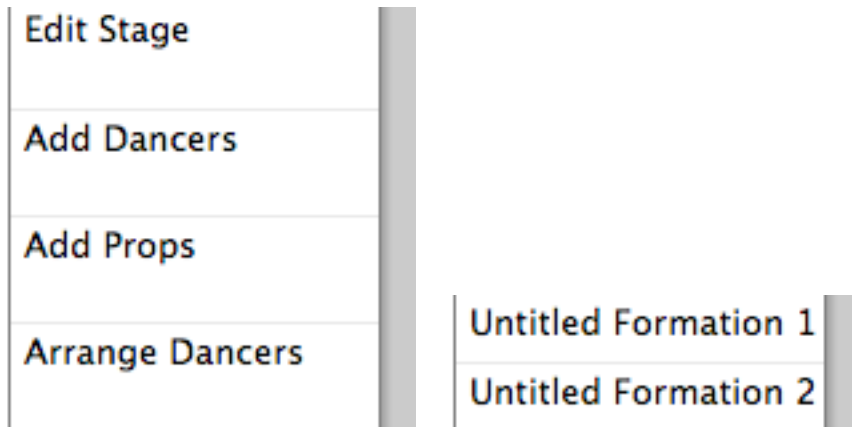 Edit Stage
Add Dancers
Add Props
Arrange Dancers
Untitled Formation 1
Untitled Formation 2